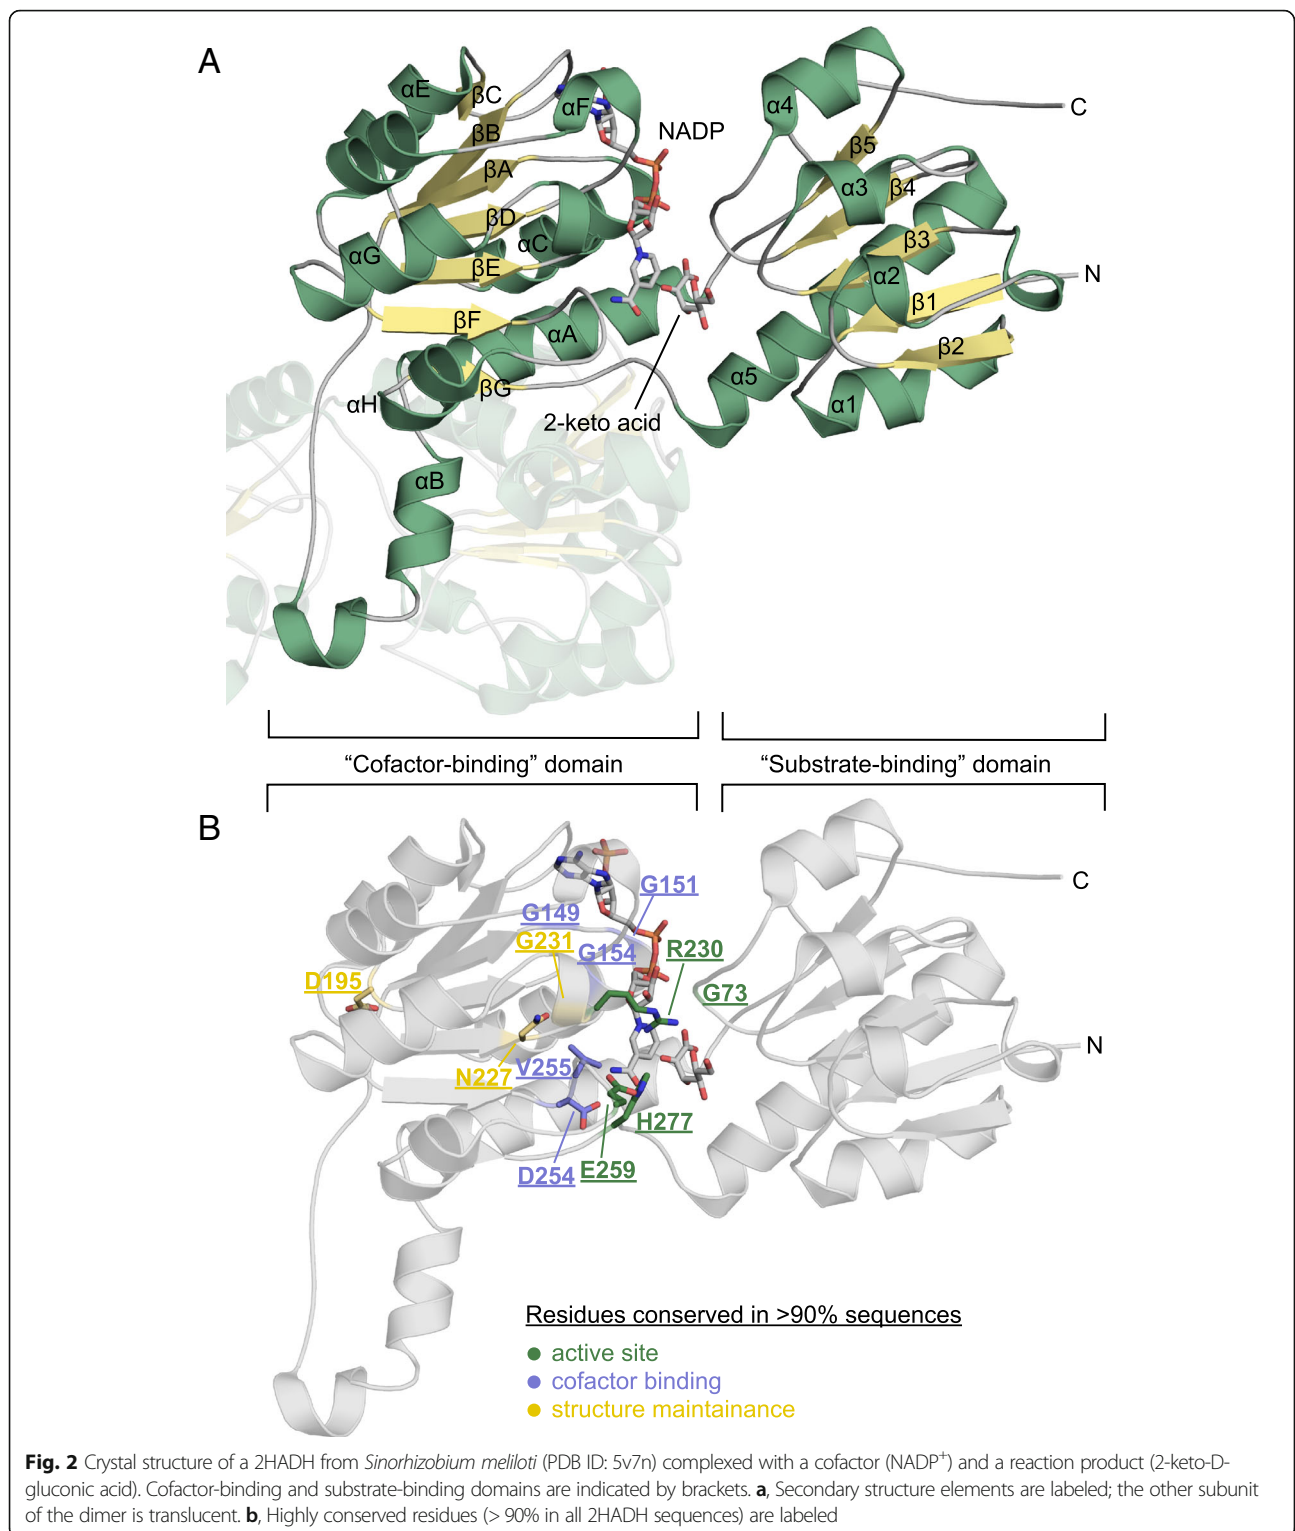 A
αE
βC
αF
α4
C
βB
NADP
β5
βA
α3
β4
βD
αC
β3
αG
βE
α2
N
β1
βF
αA
β2
βG
α5
αH
α1
2-keto acid
αB
“Cofactor-binding” domain
“Substrate-binding” domain
B
G151
C
G149
G231
G154
R230
D195
G73
N
V255
N227
H277
D254
E259
Residues conserved in >90% sequences
active site
cofactor binding
structure maintainance
Fig. 2 Crystal structure of a 2HADH from Sinorhizobium meliloti (PDB ID: 5v7n) complexed with a cofactor (NADP+) and a reaction product (2-keto-D-
gluconic acid). Cofactor-binding and substrate-binding domains are indicated by brackets. a, Secondary structure elements are labeled; the other subunit
of the dimer is translucent. b, Highly conserved residues (> 90% in all 2HADH sequences) are labeled